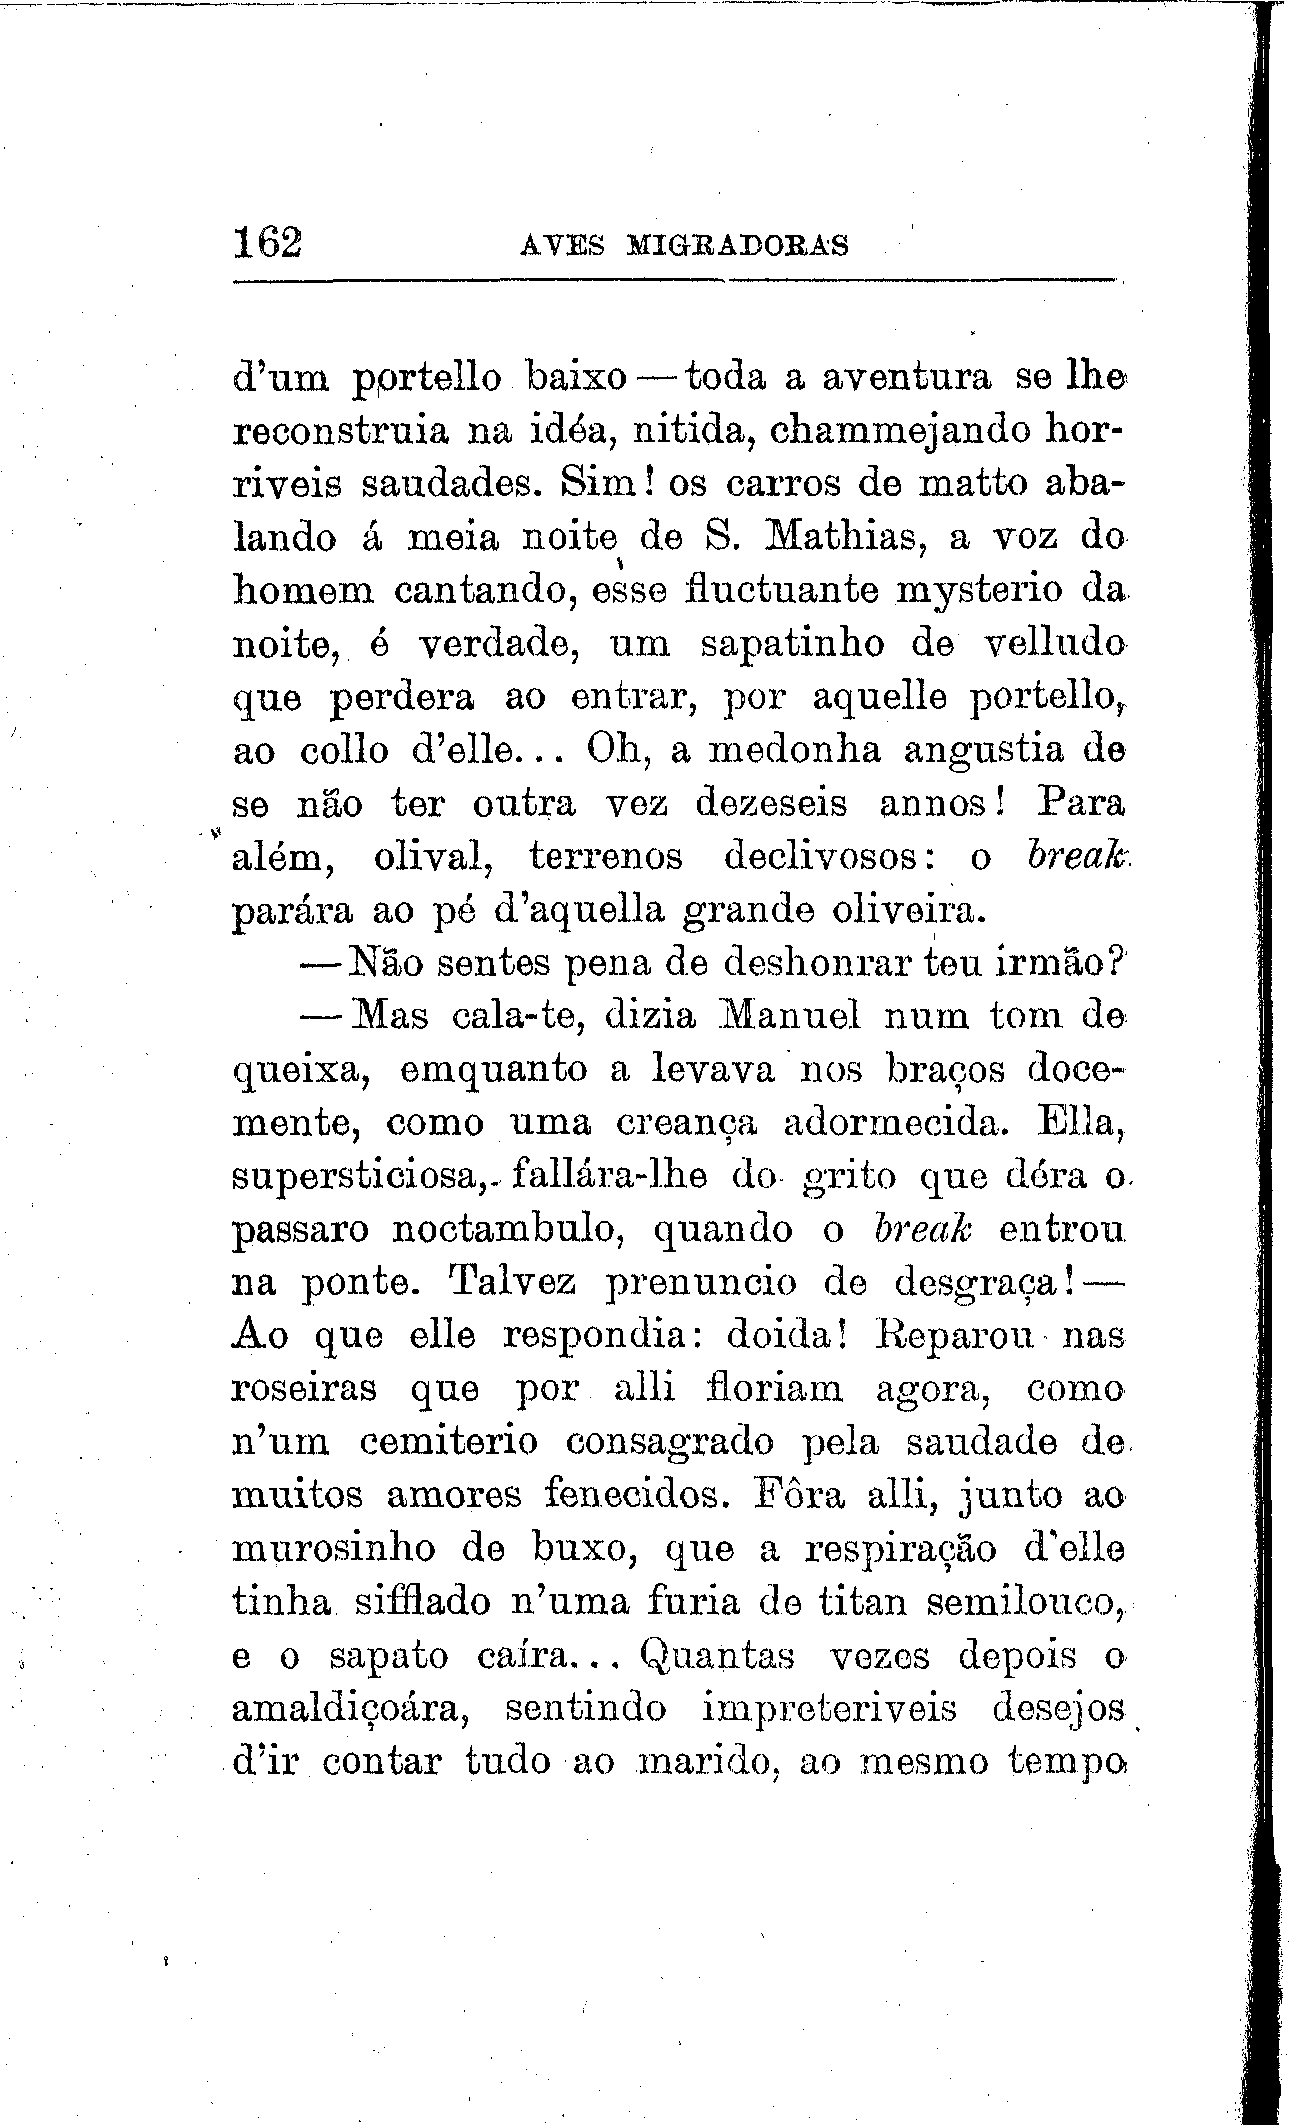 162 AVES MIGRADORAS
d'um portello baixo — toda a aventura se lhe
reconstruia na idéa, nitida, chammejando hor-
riveis saudades. Sim! os carros de matto aba-
lando á meia noite de S. Mathias, a voz do
homem cantando, esse fluctuante mysterio da
noite, é verdade, um sapatinho de velludo
que perdera ao entrar, por aquelle portello,
ao collo d'elle... Oh, a medonha angustia de
se não ter outra vez dezeseis annos! Para
além, olival, terrenos declivosos: o break
parára ao pé d'aquella grande oliveira.
— Não sentes pena de deshonrar teu irmão?
— Mas cala-te, dizia Manuel num tom de
queixa, emquanto a levava nos braços doce-
mente, como uma creança adormecida. Ella,
supersticiosa, fallára-lhe do grito que déra o
passaro noctambulo, quando o break entrou
na ponte. Talvez prenuncio de desgraça! —
Ao que elle respondia: doida! Reparou nas
roseiras que por alli floriam agora, como
n'um cemiterio consagrado pela saudade de
muitos amores fenecidos. Fôra alli, junto ao
murosinho de buxo, que a respiração d'elle
tinha sifflado n'uma furia de titan semilouco,
e o sapato caíra... Quantas vezes depois o
amaldiçoára, sentindo impreteriveis desejos
d'ir contar tudo ao marido, ao mesmo tempo